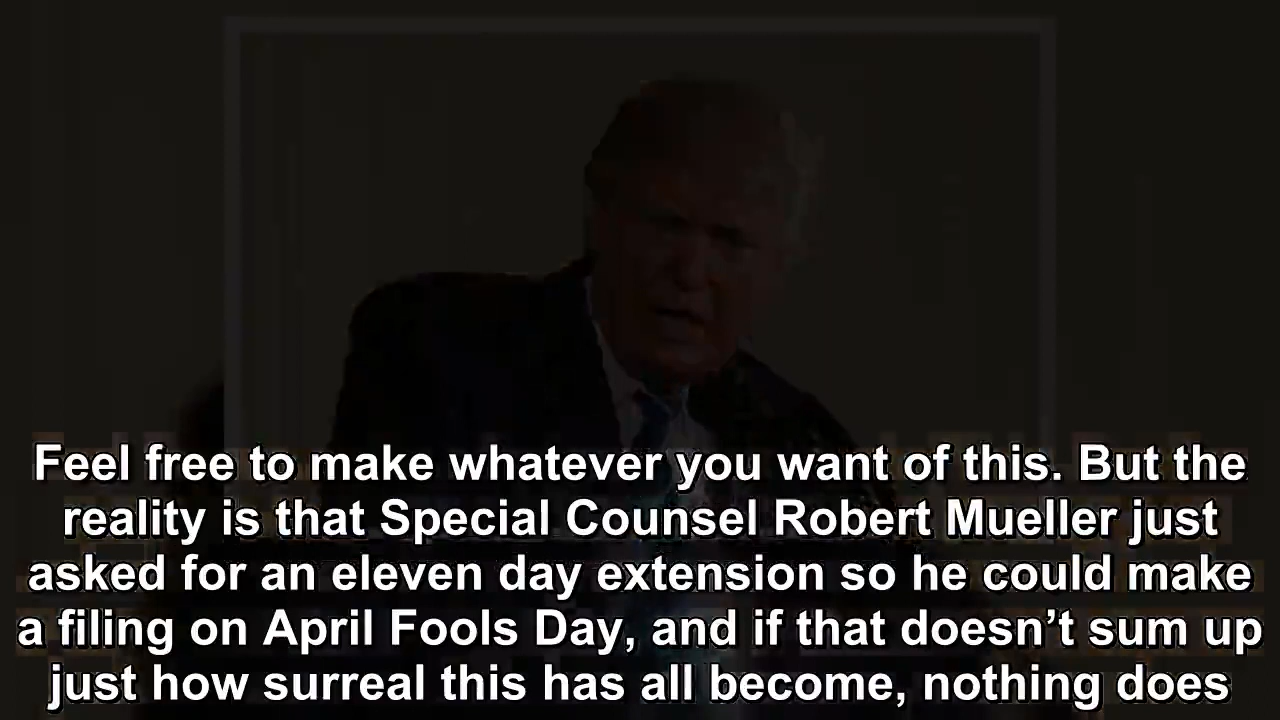 Feel free to make whatever you want of this. But the
reality is that Special Counsel Robert Mueller just
asked for an eleven day extension so he could make
a filing on April Fools Day, and if that doesn’t sum up
just how surreal this has all become, nothing does